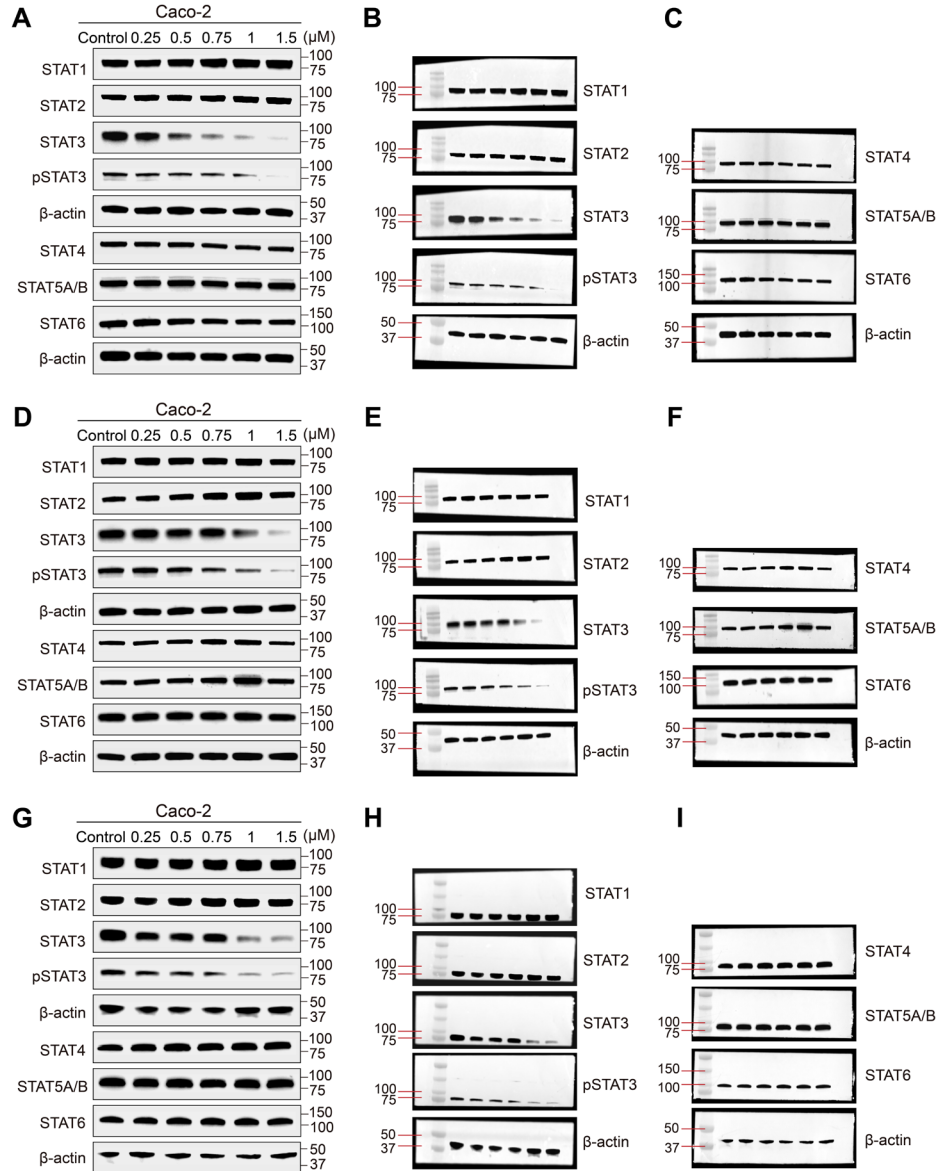 A
Caco-2
Control 0.25 0.5 0.75 1 1.5 (μM)
STAT1 100 75
STAT2 100 75
STAT3 100 75
pSTAT3 100 75
β-actin 50 37
STAT4 100 75
STAT5A/B 100 75
STAT6 150 100
β-actin 50 37
B
100 75 STAT1
100 75 STAT2
100 75 STAT3
100 75 pSTAT3
50 37 β-actin
C
100 75 STAT4
100 75 STAT5A/B
150 100 STAT6
50 37 β-actin
D
Caco-2
Control 0.25 0.5 0.75 1 1.5 (μM)
STAT1 100 75
STAT2 100 75
STAT3 100 75
pSTAT3 100 75
β-actin 50 37
STAT4 100 75
STAT5A/B 100 75
STAT6 150 100
β-actin 50 37
E
100 75 STAT1
100 75 STAT2
100 75 STAT3
100 75 pSTAT3
50 37 β-actin
F
100 75 STAT4
100 75 STAT5A/B
150 100 STAT6
50 37 β-actin
G
Caco-2
Control 0.25 0.5 0.75 1 1.5 (μM)
STAT1 100 75
STAT2 100 75
STAT3 100 75
pSTAT3 100 75
β-actin 50 37
STAT4 100 75
STAT5A/B 100 75
STAT6 150 100
β-actin 50 37
H
100 75 STAT1
100 75 STAT2
100 75 STAT3
100 75 pSTAT3
50 37 β-actin
I
100 75 STAT4
100 75 STAT5A/B
150 100 STAT6
50 37 β-actin